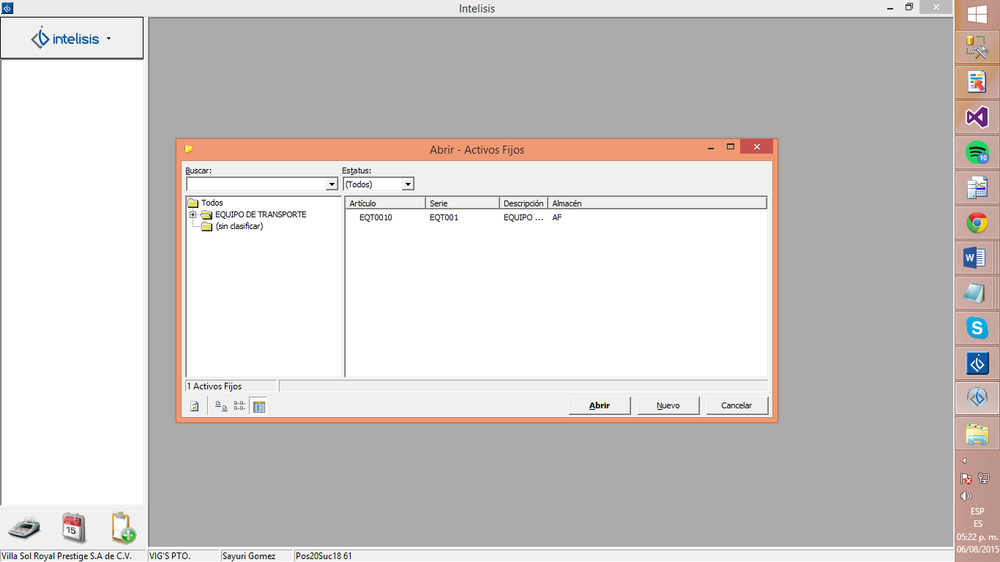 Intelisis
intelisis
Abrir - Activos Fijos
Buscar:
Estatus:
(Todos)
Todos
EQUIPO DE TRANSPORTE
(sin clasificar)
Artículo Serie Descripción Almacén
EQT0010 EQT001 EQUIPO ... AF
1 Activos Fijos
Abrir
Nuevo
Cancelar
15
Villa Sol Royal Prestige S.A de C.V.
VIG'S PTO.
Sayuri Gomez
Pos20Suc18 61
10
W
S
ESP
ES
05:22 p. m.
06/08/2015